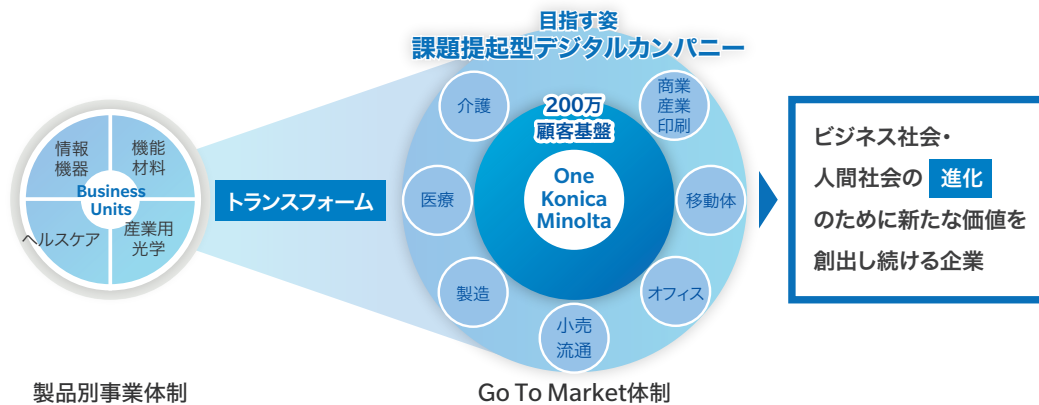 目指す姿
課題提起型デジタルカンパニー
情報
機器
機能
材料
Business
Units
ヘルスケア
産業用
光学
トランスフォーム
200万
顧客基盤
One
Konica
Minolta
介護
商業
産業
印刷
医療
移動体
製造
オフィス
小売
流通
ビジネス社会・
人間社会の 進化
のために新たな価値を
創出し続ける企業
製品別事業体制
Go To Market体制